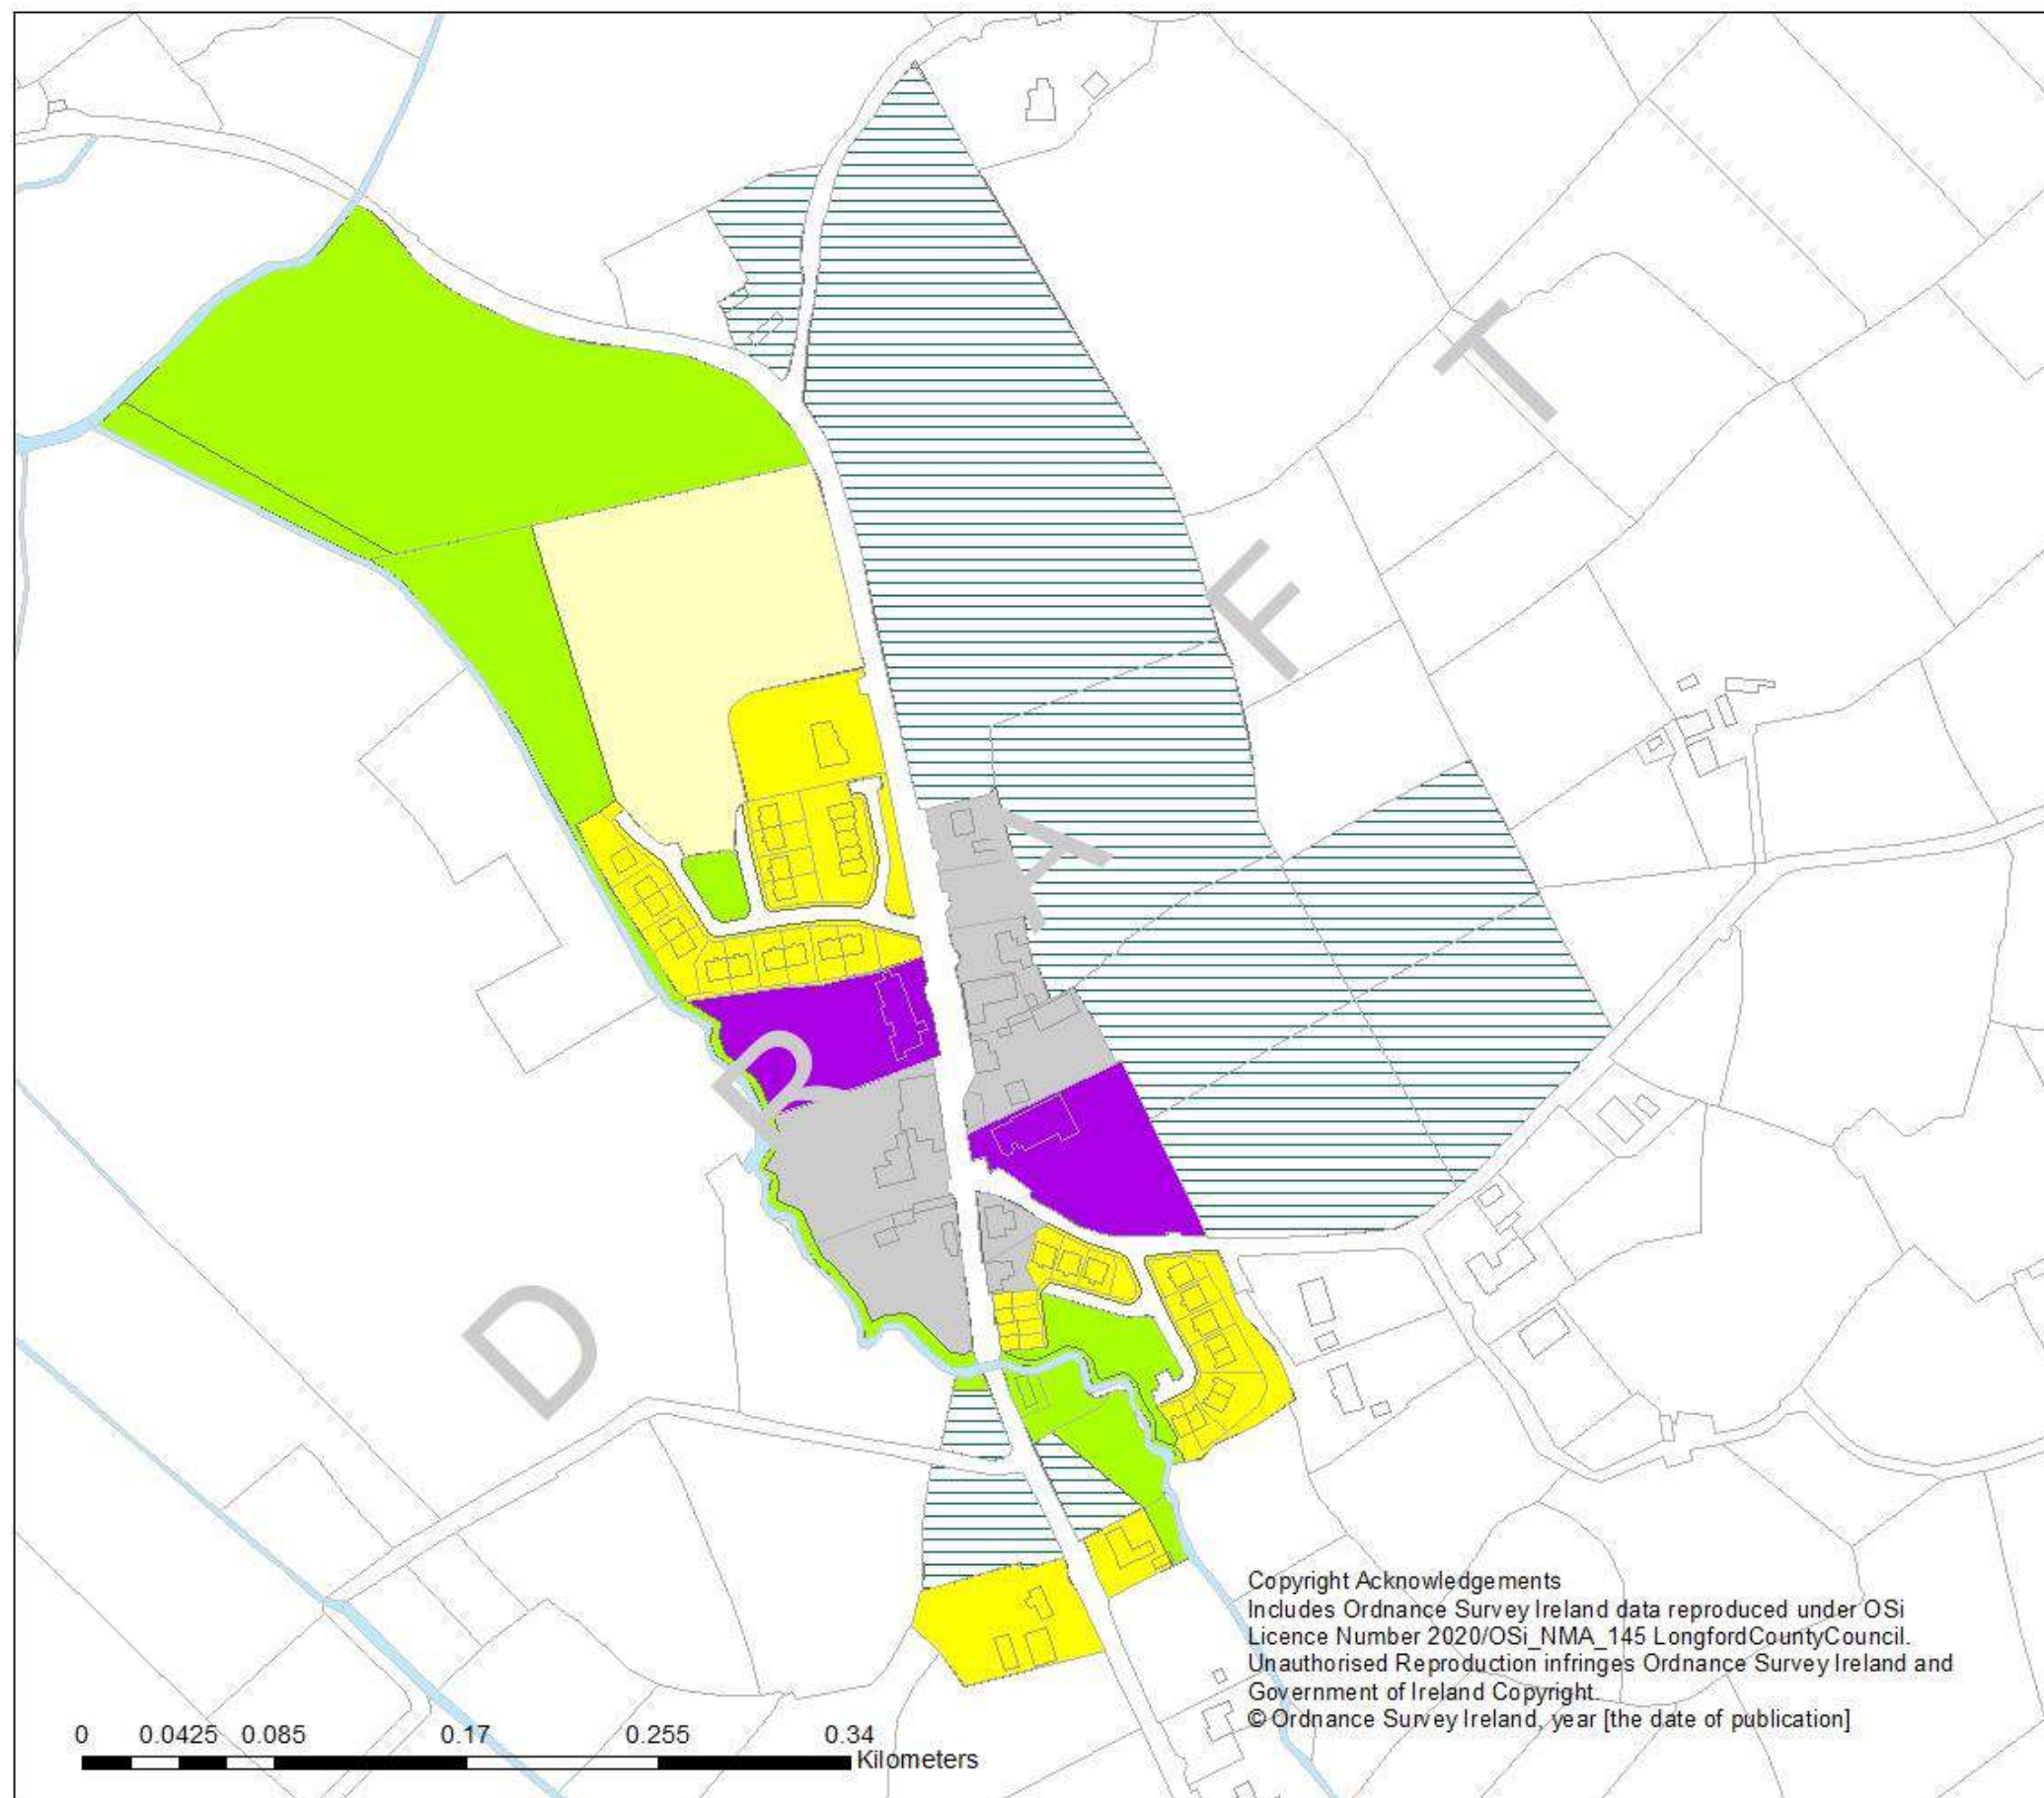 D R A F T
Copyright Acknowledgements
Includes Ordnance Survey Ireland data reproduced under OSi
Licence Number 2020/OSi_NMA_145 LongfordCountyCouncil.
Unauthorised Reproduction infringes Ordnance Survey Ireland and
Government of Ireland Copyright.
© Ordnance Survey Ireland, year [the date of publication]
0 0.0425 0.085 0.17 0.255 0.34
Kilometers